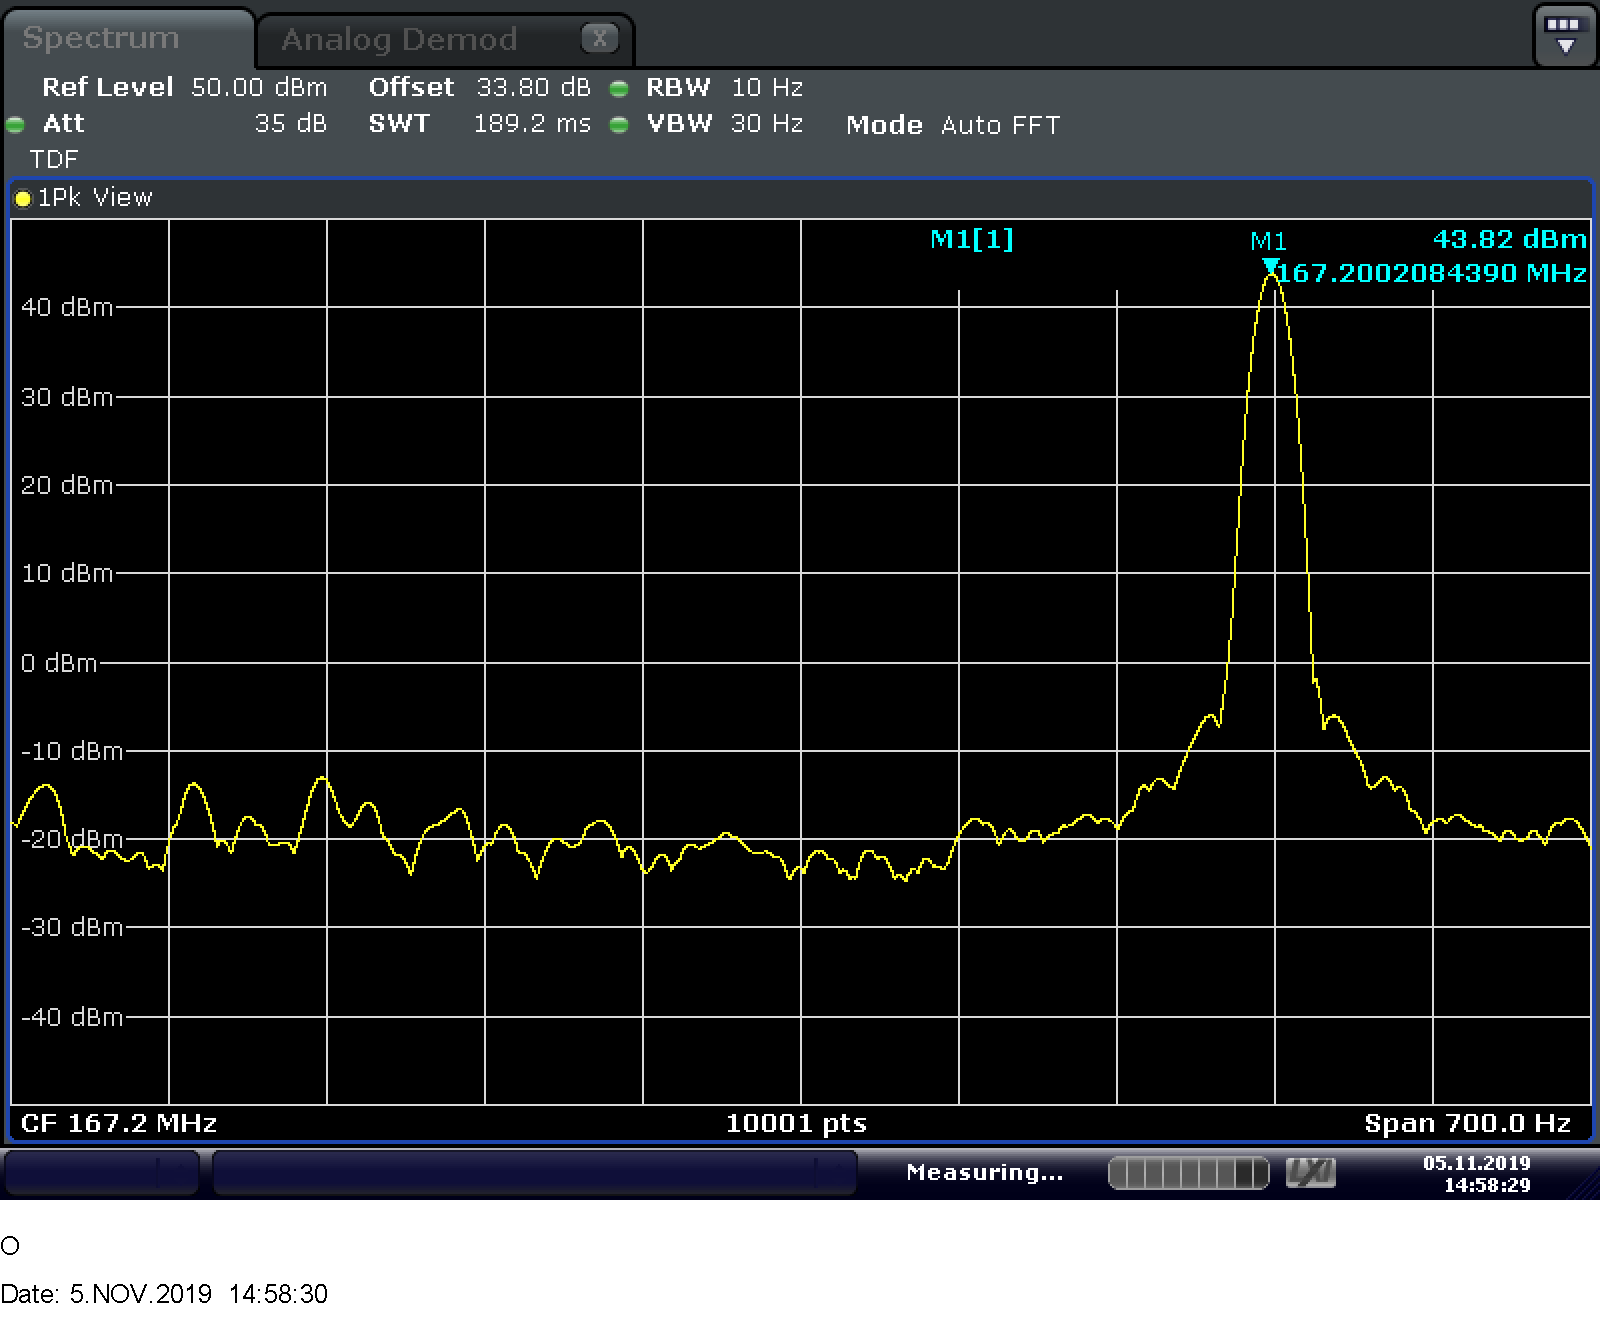 Spectrum Analog Demod X
Ref Level 50.00 dBm Offset 33.80 dB RBW 10 Hz
Att 35 dB SWT 189.2 ms VBW 30 Hz Mode Auto FFT
TDF
1Pk View
M1[1] M1 43.82 dBm
167.2002084390 MHz
40 dBm
30 dBm
20 dBm
10 dBm
0 dBm
-10 dBm
-20 dBm
-30 dBm
-40 dBm
CF 167.2 MHz 10001 pts Span 700.0 Hz
Measuring... LXI 05.11.2019
14:58:29
O
Date: 5.NOV.2019 14:58:30